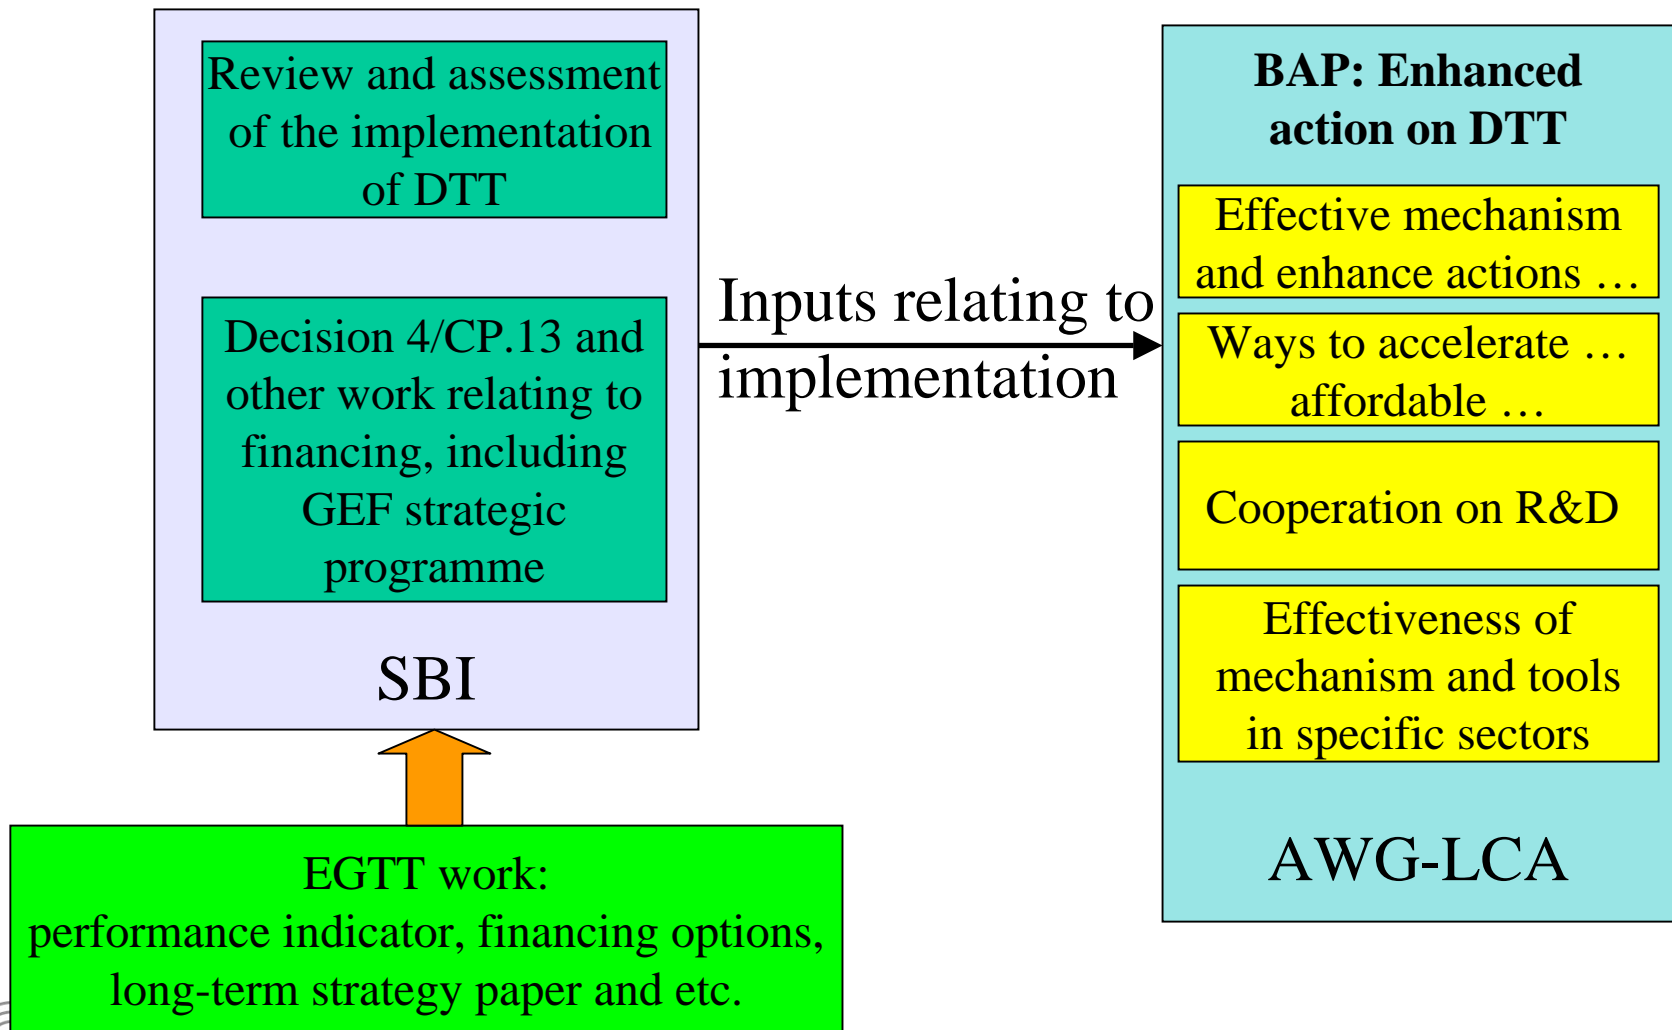 Review and assessment
of the implementation
of DTT
Decision 4/CP.13 and
other work relating to
financing, including
GEF strategic
programme
SBI
EGTT work:
performance indicator, financing options,
long-term strategy paper and etc.
Inputs relating to
implementation
BAP: Enhanced
action on DTT
Effective mechanism
and enhance actions …
Ways to accelerate …
affordable …
Cooperation on R&D
Effectiveness of
mechanism and tools
in specific sectors
AWG-LCA